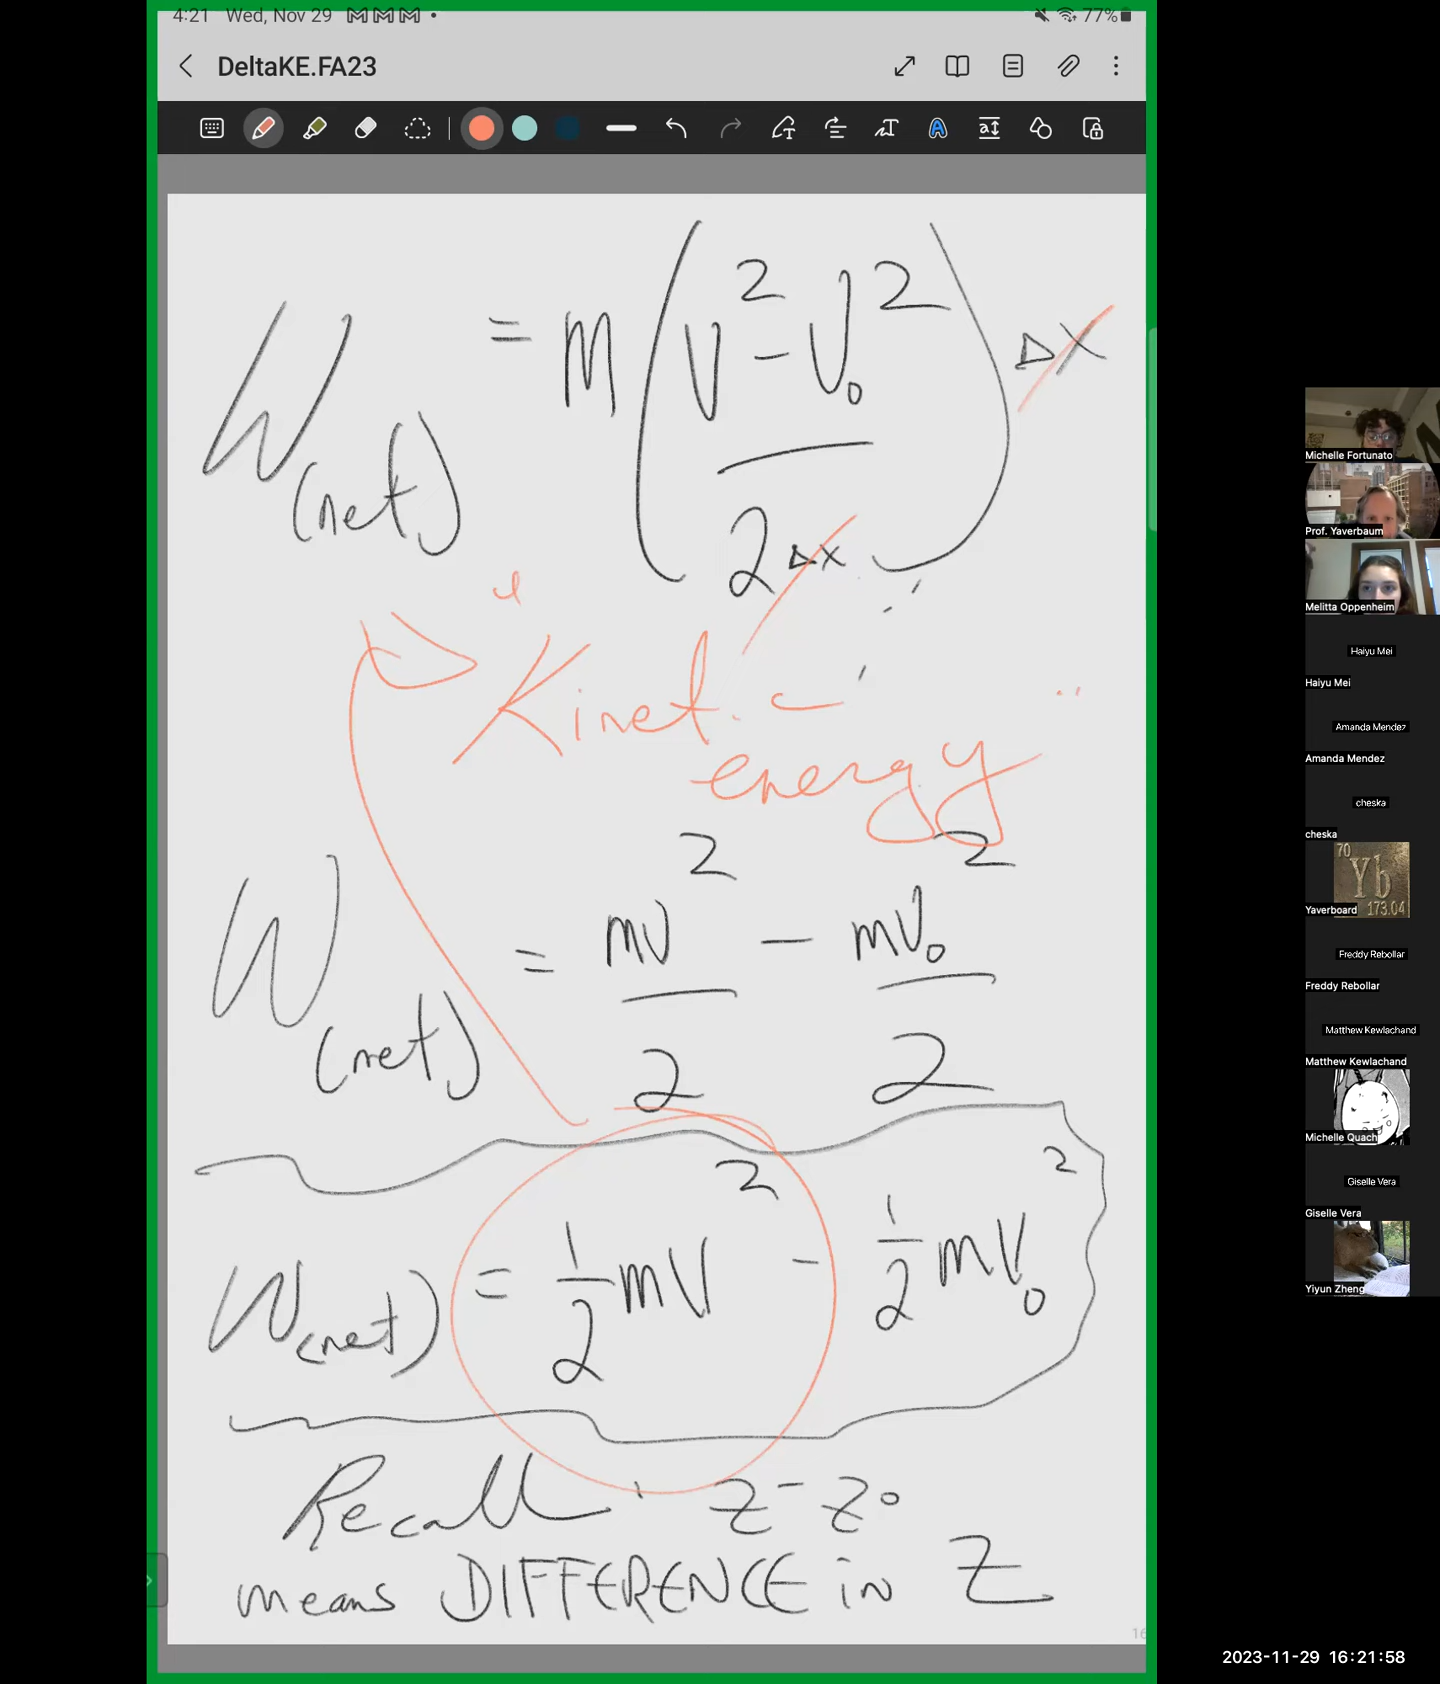 4:21 Wed, Nov 29 M M M •
77%
DeltaKE.FA23
W(net) = m (v² - v₀² / 2Δx) Δx
Kinetic
energy
W(net) = mv²/2 - mv₀²/2
W(net) = 1/2 mv² - 1/2 mv₀²
Recall: z - z₀
means DIFFERENCE in z
16
Michelle Fortunato
Prof. Yaverbaum
Melitta Oppenheim
Haiyu Mei
Haiyu Mei
Amanda Mendez
Amanda Mendez
cheska
cheska
70
Yb
173.04
Yaverboard
Freddy Rebollar
Freddy Rebollar
Matthew Kewlachand
Matthew Kewlachand
Michelle Quach
Giselle Vera
Giselle Vera
Yiyun Zheng
2023-11-29 16:21:58